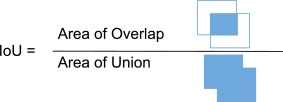 Area of Overlap
IoU =
Area of Union